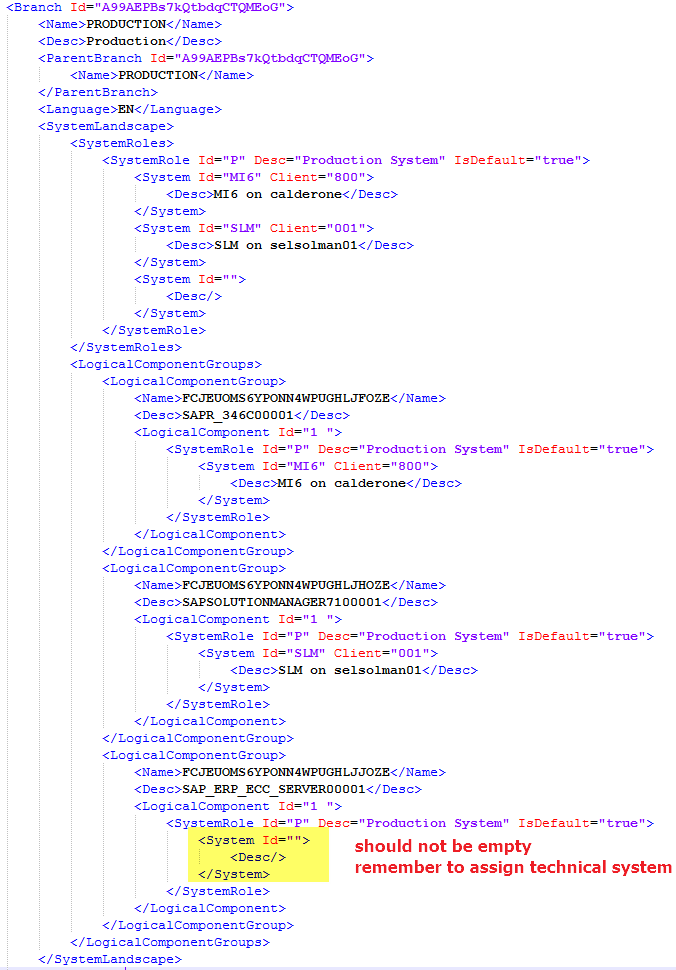 <Branch Id="A99AEPBs7kQtbdqCTQMEoG">
<Name>PRODUCTION</Name>
<Desc>Production</Desc>
<ParentBranch Id="A99AEPBs7kQtbdqCTQMEoG">
<Name>PRODUCTION</Name>
</ParentBranch>
<Language>EN</Language>
<SystemLandscape>
<SystemRoles>
<SystemRole Id="P" Desc="Production System" IsDefault="true">
<System Id="MI6" Client="800">
<Desc>MI6 on calderone</Desc>
</System>
<System Id="SLM" Client="001">
<Desc>SLM on selsolman01</Desc>
</System>
<System Id="">
<Desc/>
</System>
</SystemRole>
</SystemRoles>
<LogicalComponentGroups>
<LogicalComponentGroup>
<Name>FCJEUOMS6YPONN4WPUGHLJFOZE</Name>
<Desc>SAPR_346C00001</Desc>
<LogicalComponent Id="1 ">
<SystemRole Id="P" Desc="Production System" IsDefault="true">
<System Id="MI6" Client="800">
<Desc>MI6 on calderone</Desc>
</System>
</SystemRole>
</LogicalComponent>
</LogicalComponentGroup>
<LogicalComponentGroup>
<Name>FCJEUOMS6YPONN4WPUGHLJHOZE</Name>
<Desc>SAPSOLUTIONMANAGER7100001</Desc>
<LogicalComponent Id="1 ">
<SystemRole Id="P" Desc="Production System" IsDefault="true">
<System Id="SLM" Client="001">
<Desc>SLM on selsolman01</Desc>
</System>
</SystemRole>
</LogicalComponent>
</LogicalComponentGroup>
<LogicalComponentGroup>
<Name>FCJEUOMS6YPONN4WPUGHLJJOZE</Name>
<Desc>SAP_ERP_ECC_SERVER00001</Desc>
<LogicalComponent Id="1 ">
<SystemRole Id="P" Desc="Production System" IsDefault="true">
<System Id="">
<Desc/>
</System>
should not be empty
remember to assign technical system
</SystemRole>
</LogicalComponent>
</LogicalComponentGroup>
</LogicalComponentGroups>
</SystemLandscape>